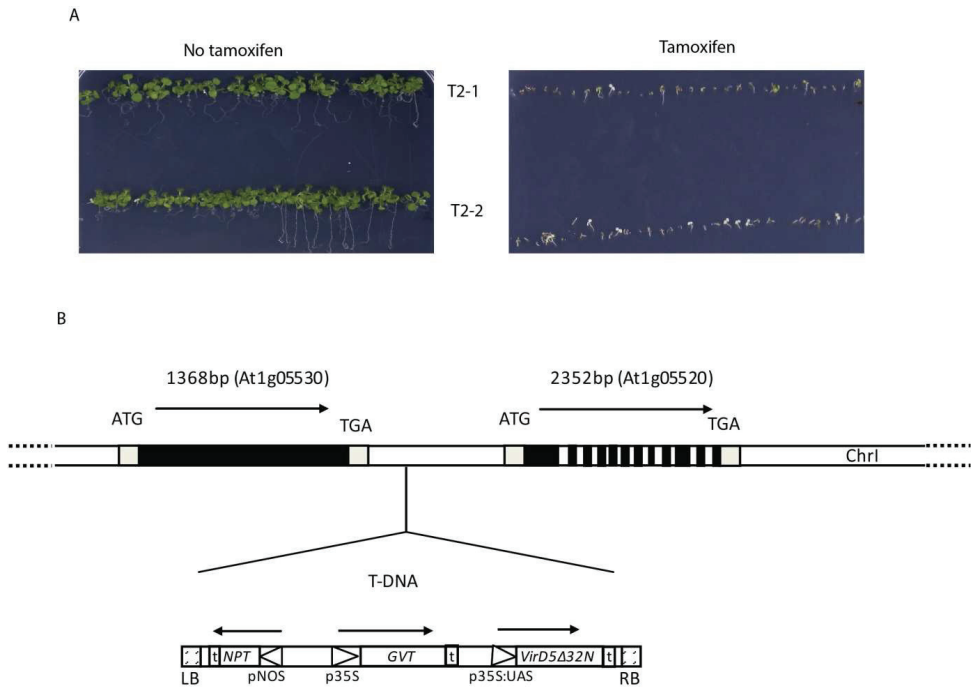 A
No tamoxifen
Tamoxifen
T2-1
T2-2
B
1368bp (At1g05530)
2352bp (At1g05520)
ATG
TGA
ATG
TGA
ChrI
T-DNA
t NPT GVT t VirD5Δ32N t
LB pNOS p35S p35S:UAS RB